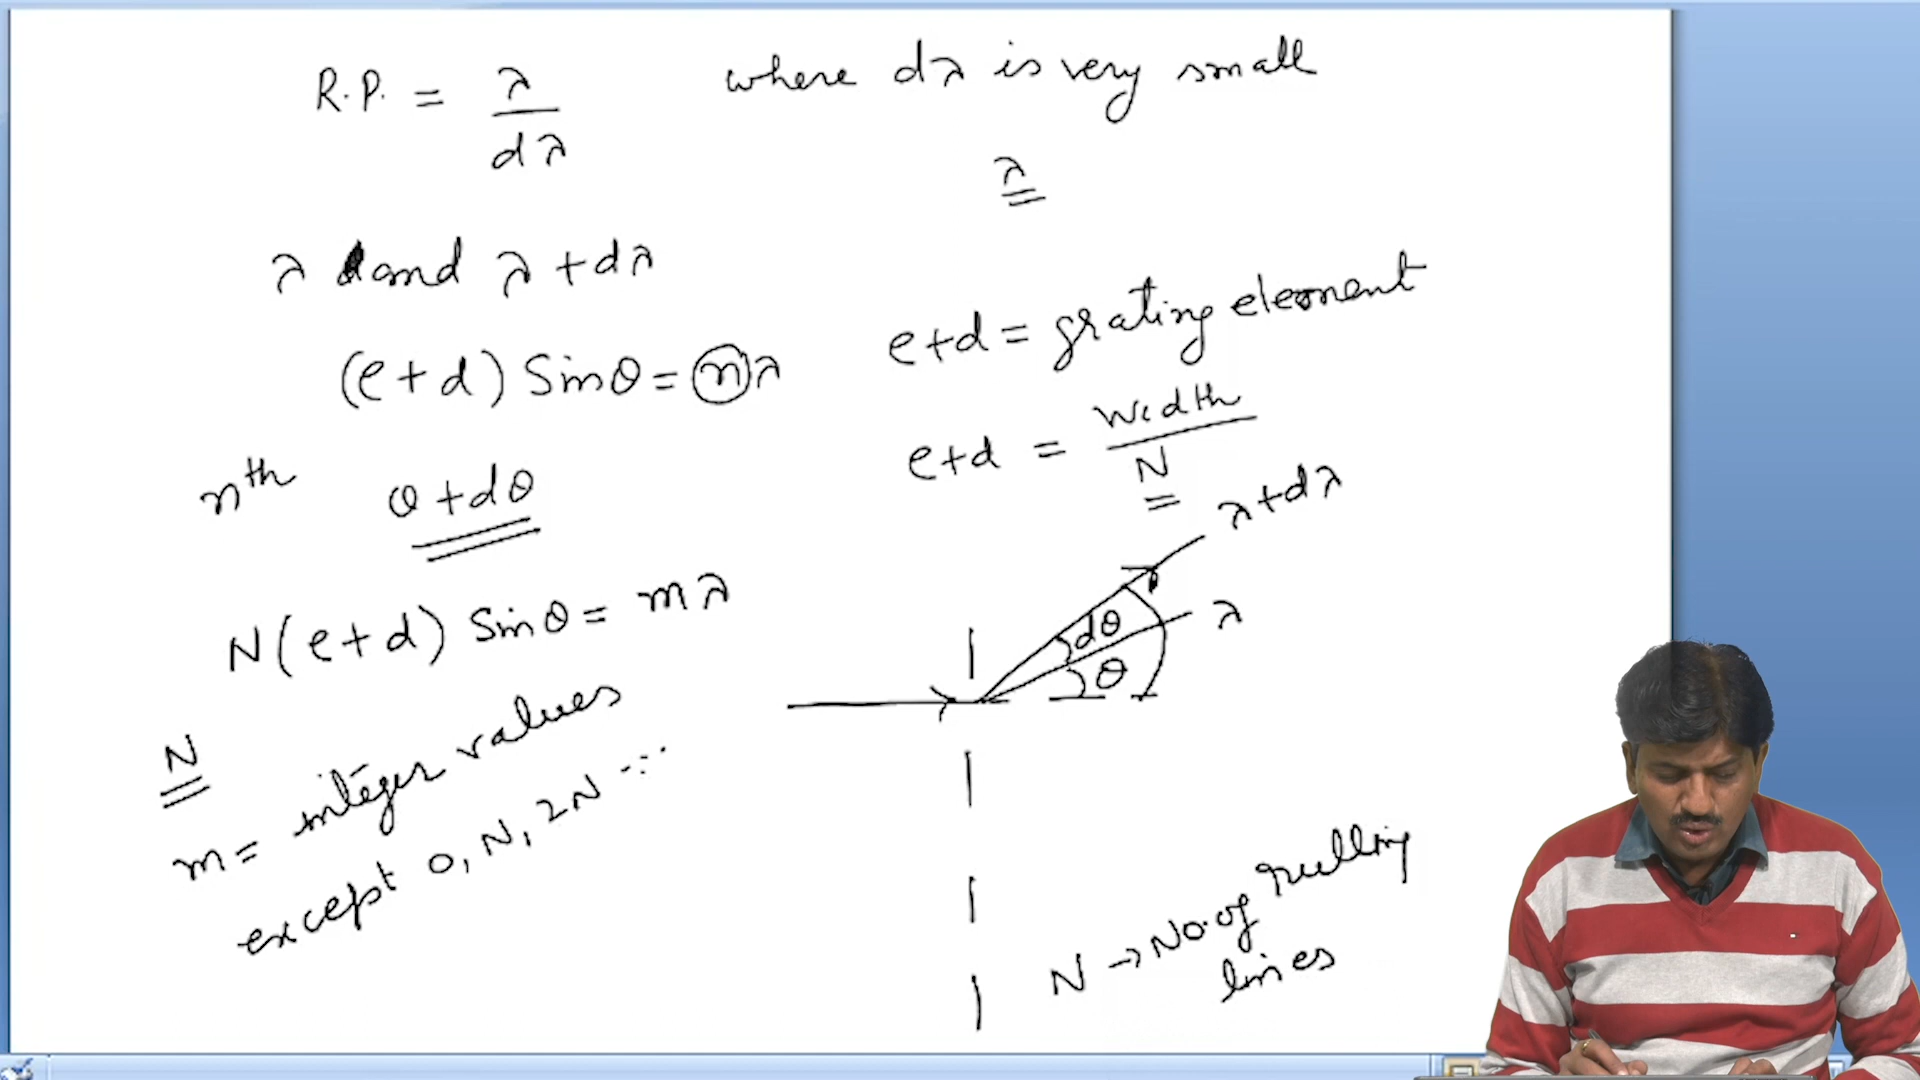 R.P. = λ / dλ where dλ is very small
λ
λ and λ + dλ
(e + d) Sinθ = nλ
e+d = grating element
e+d = Width / N
nth θ + dθ
N(e+d) Sinθ = mλ
λ+dλ
λ
dθ
θ
N
m = integer values
except 0, N, 2N ...
N → No. of rulling
lines